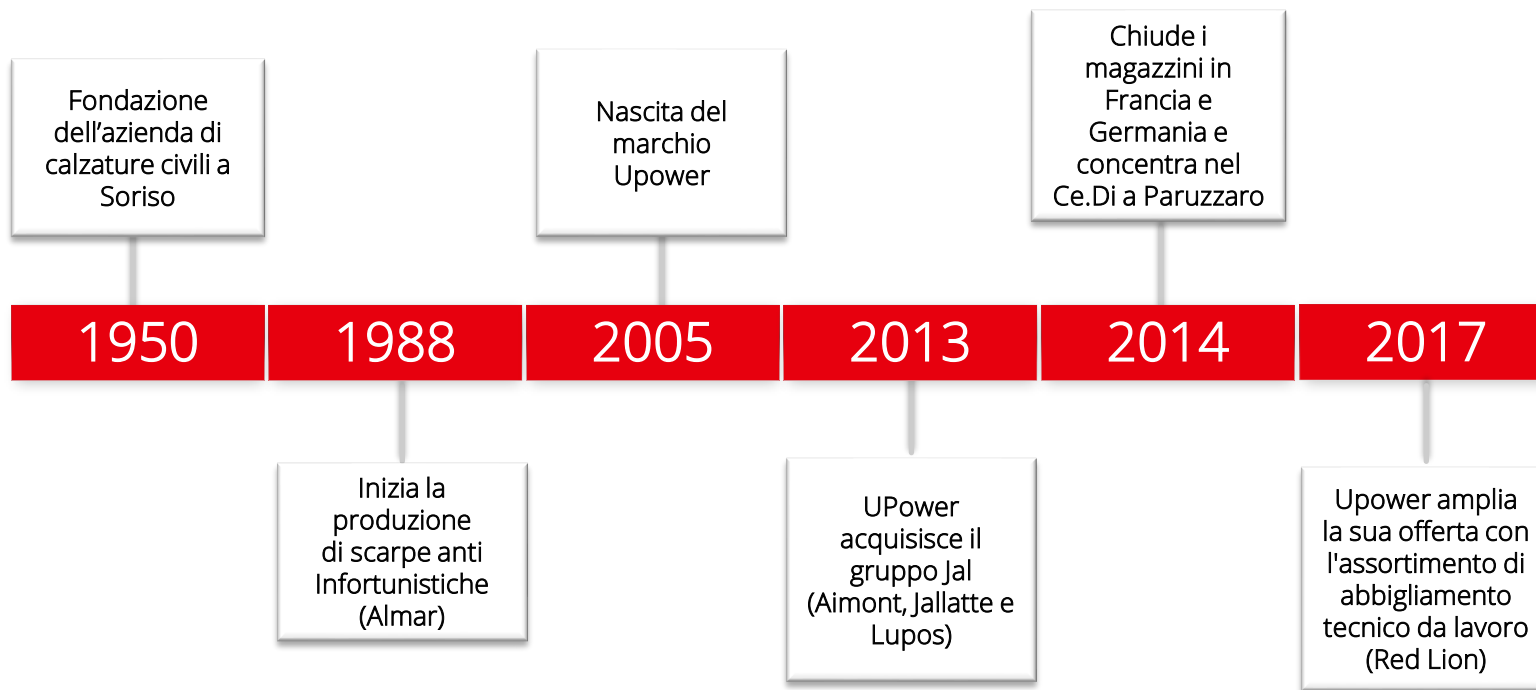 Fondazione
dell’azienda di
calzature civili a
Soriso
Nascita del
marchio
Upower
Chiude i
magazzini in
Francia e
Germania e
concentra nel
Ce.Di a Paruzzaro
1950
1988
2005
2013
2014
2017
Inizia la
produzione
di scarpe anti
Infortunistiche
(Almar)
UPower
acquisisce il
gruppo Jal
(Aimont, Jallatte e
Lupos)
Upower amplia
la sua offerta con
l'assortimento di
abbigliamento
tecnico da lavoro
(Red Lion)